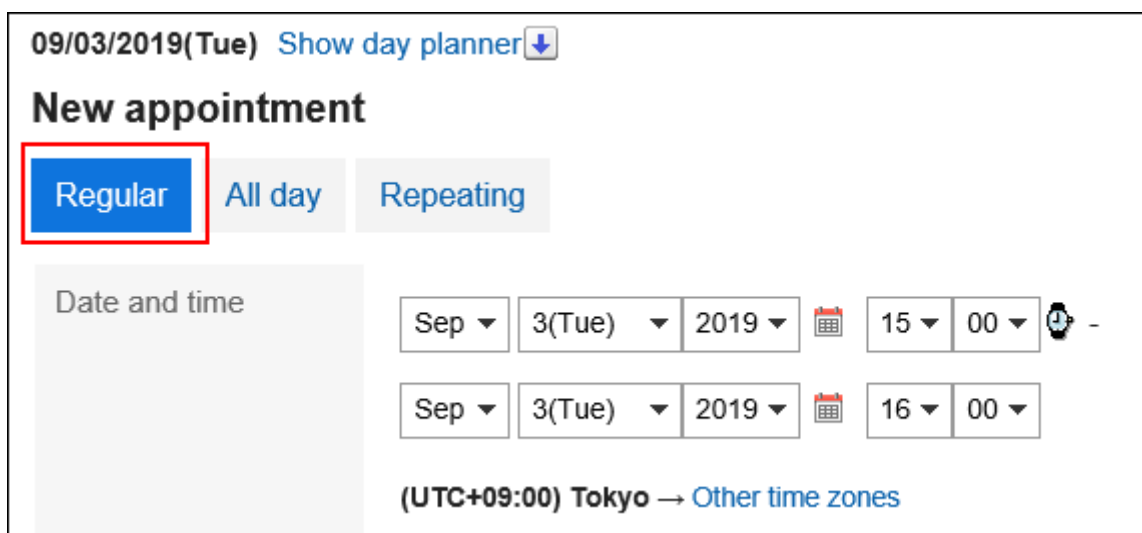 09/03/2019(Tue) Show day planner
New appointment
Regular All day Repeating
Date and time
Sep 3(Tue) 2019 15 00 -
Sep 3(Tue) 2019 16 00
(UTC+09:00) Tokyo → Other time zones